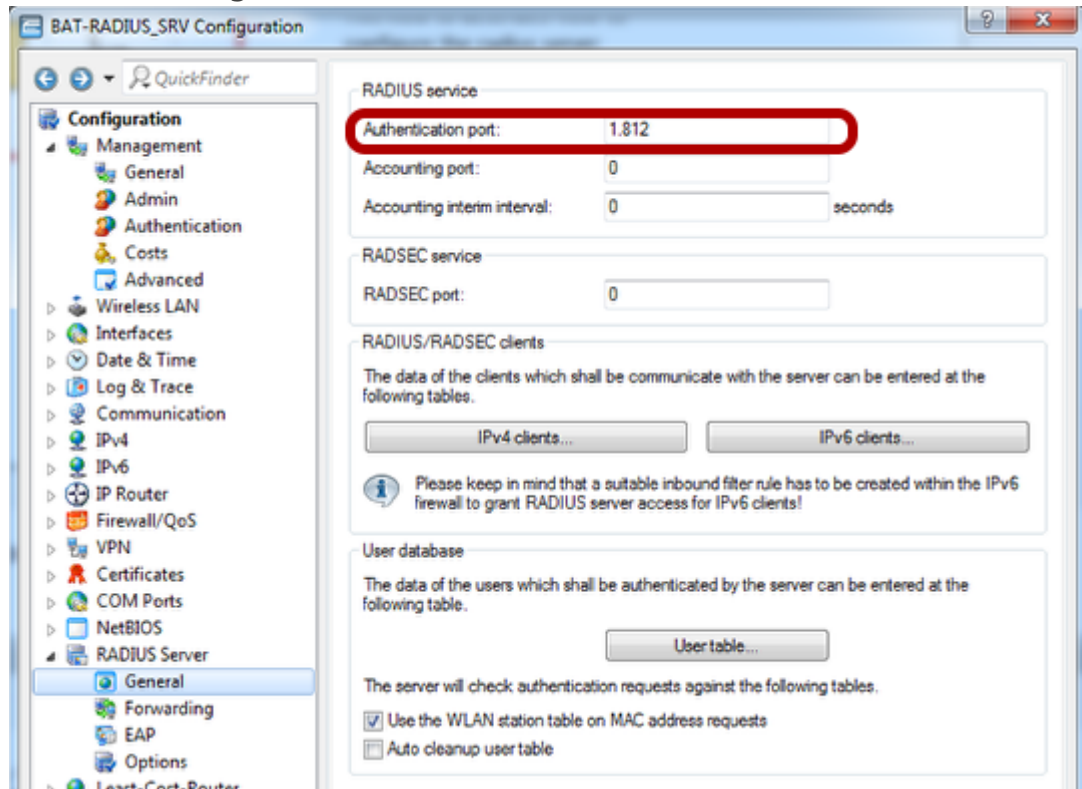 BAT-RADIUS_SRV Configuration
QuickFinder
Configuration
Management
General
Admin
Authentication
Costs
Advanced
Wireless LAN
Interfaces
Date & Time
Log & Trace
Communication
IPv4
IPv6
IP Router
Firewall/QoS
VPN
Certificates
COM Ports
NetBIOS
RADIUS Server
General
Forwarding
EAP
Options
Least-Cost-Router
RADIUS service
Authentication port: 1.812
Accounting port: 0
Accounting interim interval: 0 seconds
RADSEC service
RADSEC port: 0
RADIUS/RADSEC clients
The data of the clients which shall be communicate with the server can be entered at the
following tables.
IPv4 clients... IPv6 clients...
Please keep in mind that a suitable inbound filter rule has to be created within the IPv6
firewall to grant RADIUS server access for IPv6 clients!
User database
The data of the users which shall be authenticated by the server can be entered at the
following table.
User table...
The server will check authentication requests against the following tables.
Use the WLAN station table on MAC address requests
Auto cleanup user table